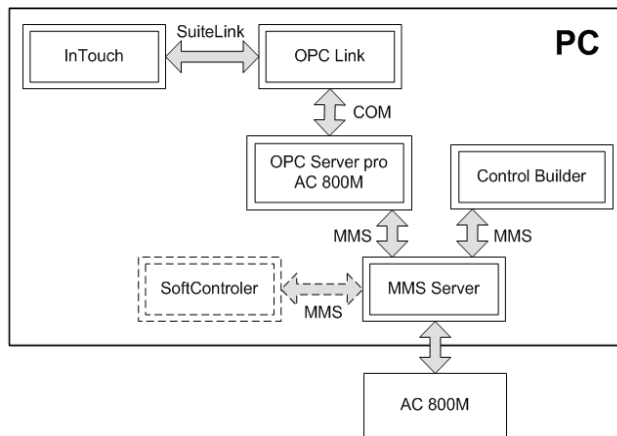 PC
SuiteLink
InTouch
OPC Link
COM
OPC Server pro
AC 800M
Control Builder
MMS
MMS
SoftControler
MMS
MMS Server
AC 800M